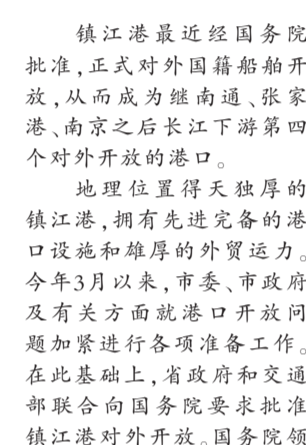 镇江港最近经国务院
批准,正式对外国籍船舶开
放,从而成为继南通、张家
港、南京之后长江下游第四
个对外开放的港口。
地理位置得天独厚的
镇江港,拥有先进完备的港
口设施和雄厚的外贸运力。
今年3月以来,市委、市政府
及有关方面就港口开放问
题加紧进行各项准备工作。
在此基础上,省政府和交通
部联合向国务院要求批准
镇江港对外开放。国务院领